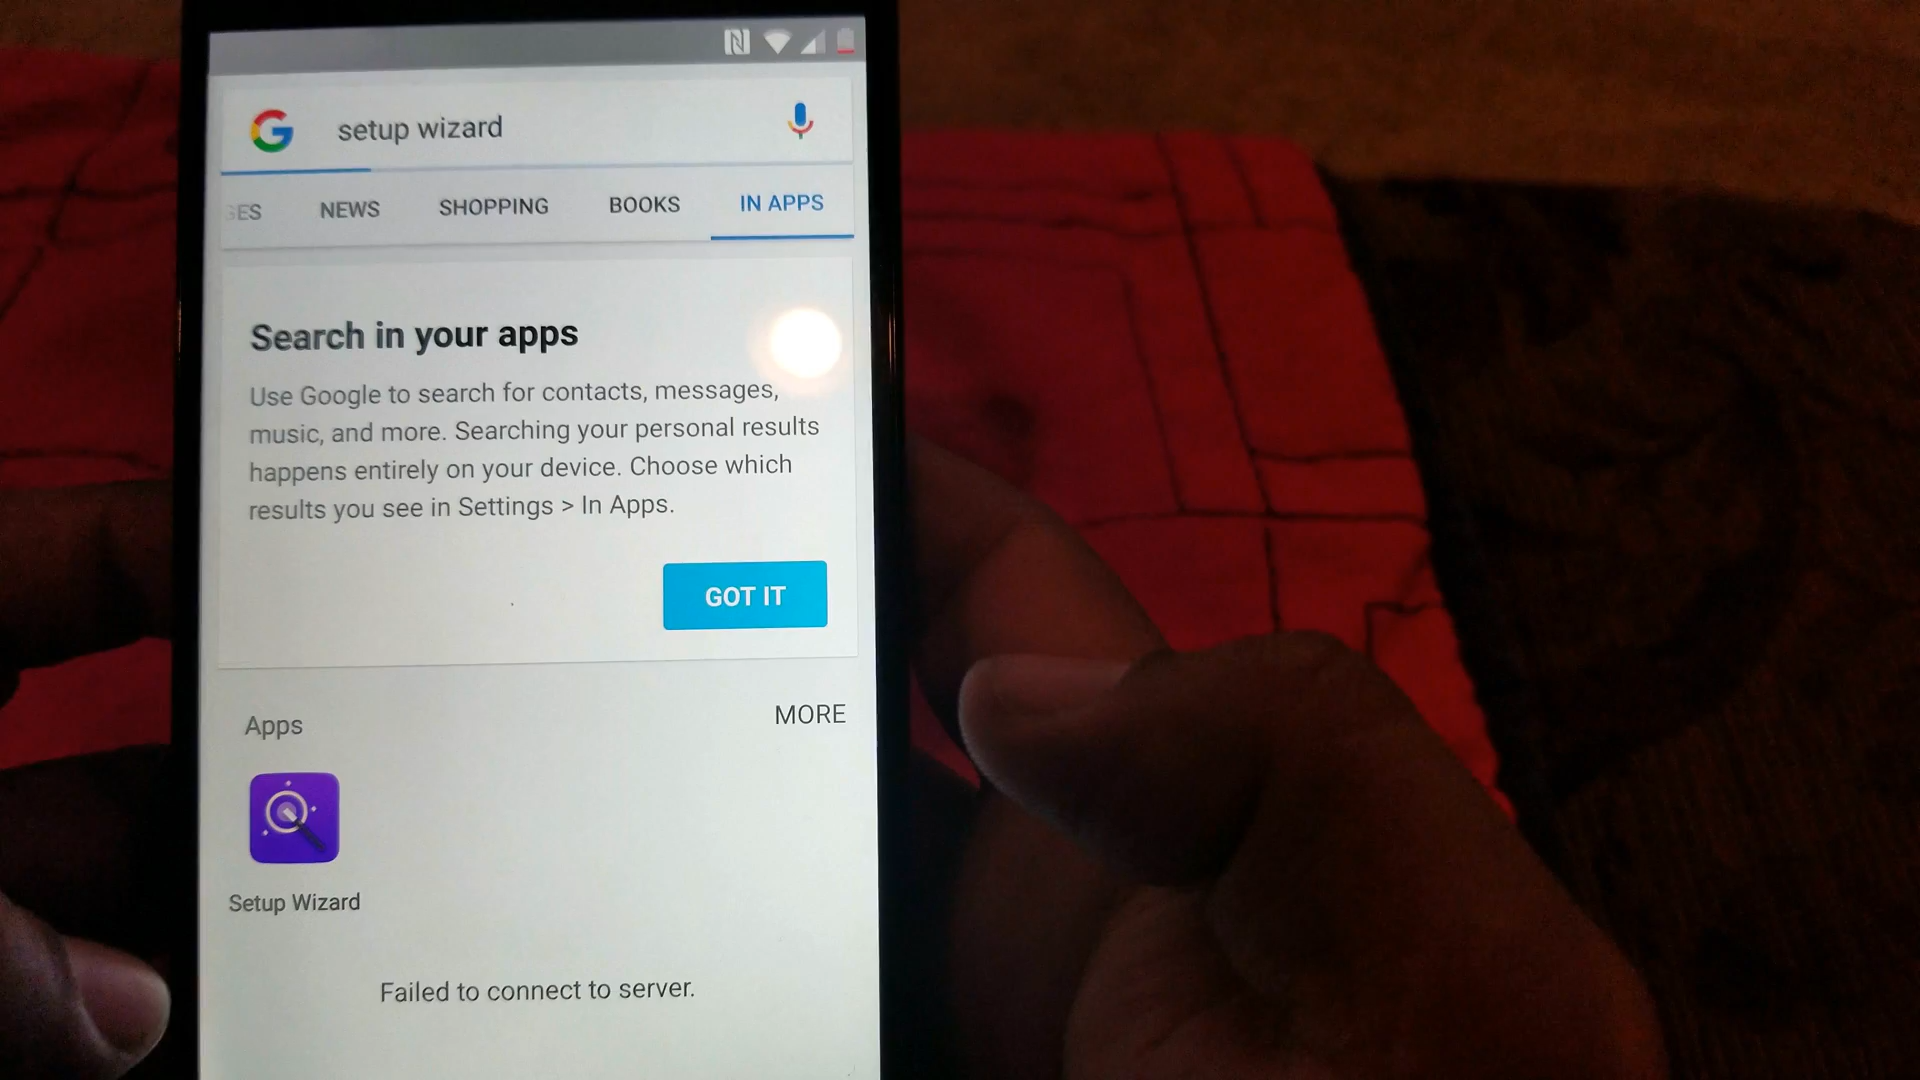 setup wizard
GES NEWS SHOPPING BOOKS IN APPS
Search in your apps
Use Google to search for contacts, messages,
music, and more. Searching your personal results
happens entirely on your device. Choose which
results you see in Settings > In Apps.
GOT IT
Apps MORE
Setup Wizard
Failed to connect to server.